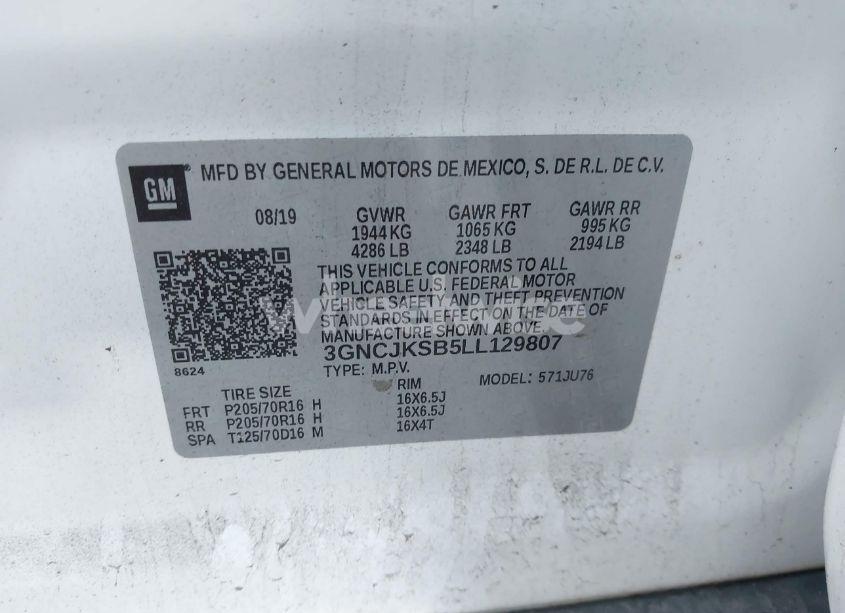 GM
MFD BY GENERAL MOTORS DE MEXICO, S. DE R.L. DE C.V.
08/19 GVWR GAWR FRT GAWR RR
1944 KG 1065 KG 995 KG
4286 LB 2348 LB 2194 LB
THIS VEHICLE CONFORMS TO ALL
APPLICABLE U.S. FEDERAL MOTOR
VEHICLE SAFETY AND THEFT PREVENTION
STANDARDS IN EFFECT ON THE DATE OF
MANUFACTURE SHOWN ABOVE.
3GNCJKSB5LL129807
8624
TYPE: M.P.V. MODEL: 571JU76
TIRE SIZE RIM
FRT P205/70R16 H 16X6.5J
RR P205/70R16 H 16X6.5J
SPA T125/70D16 M 16X4T